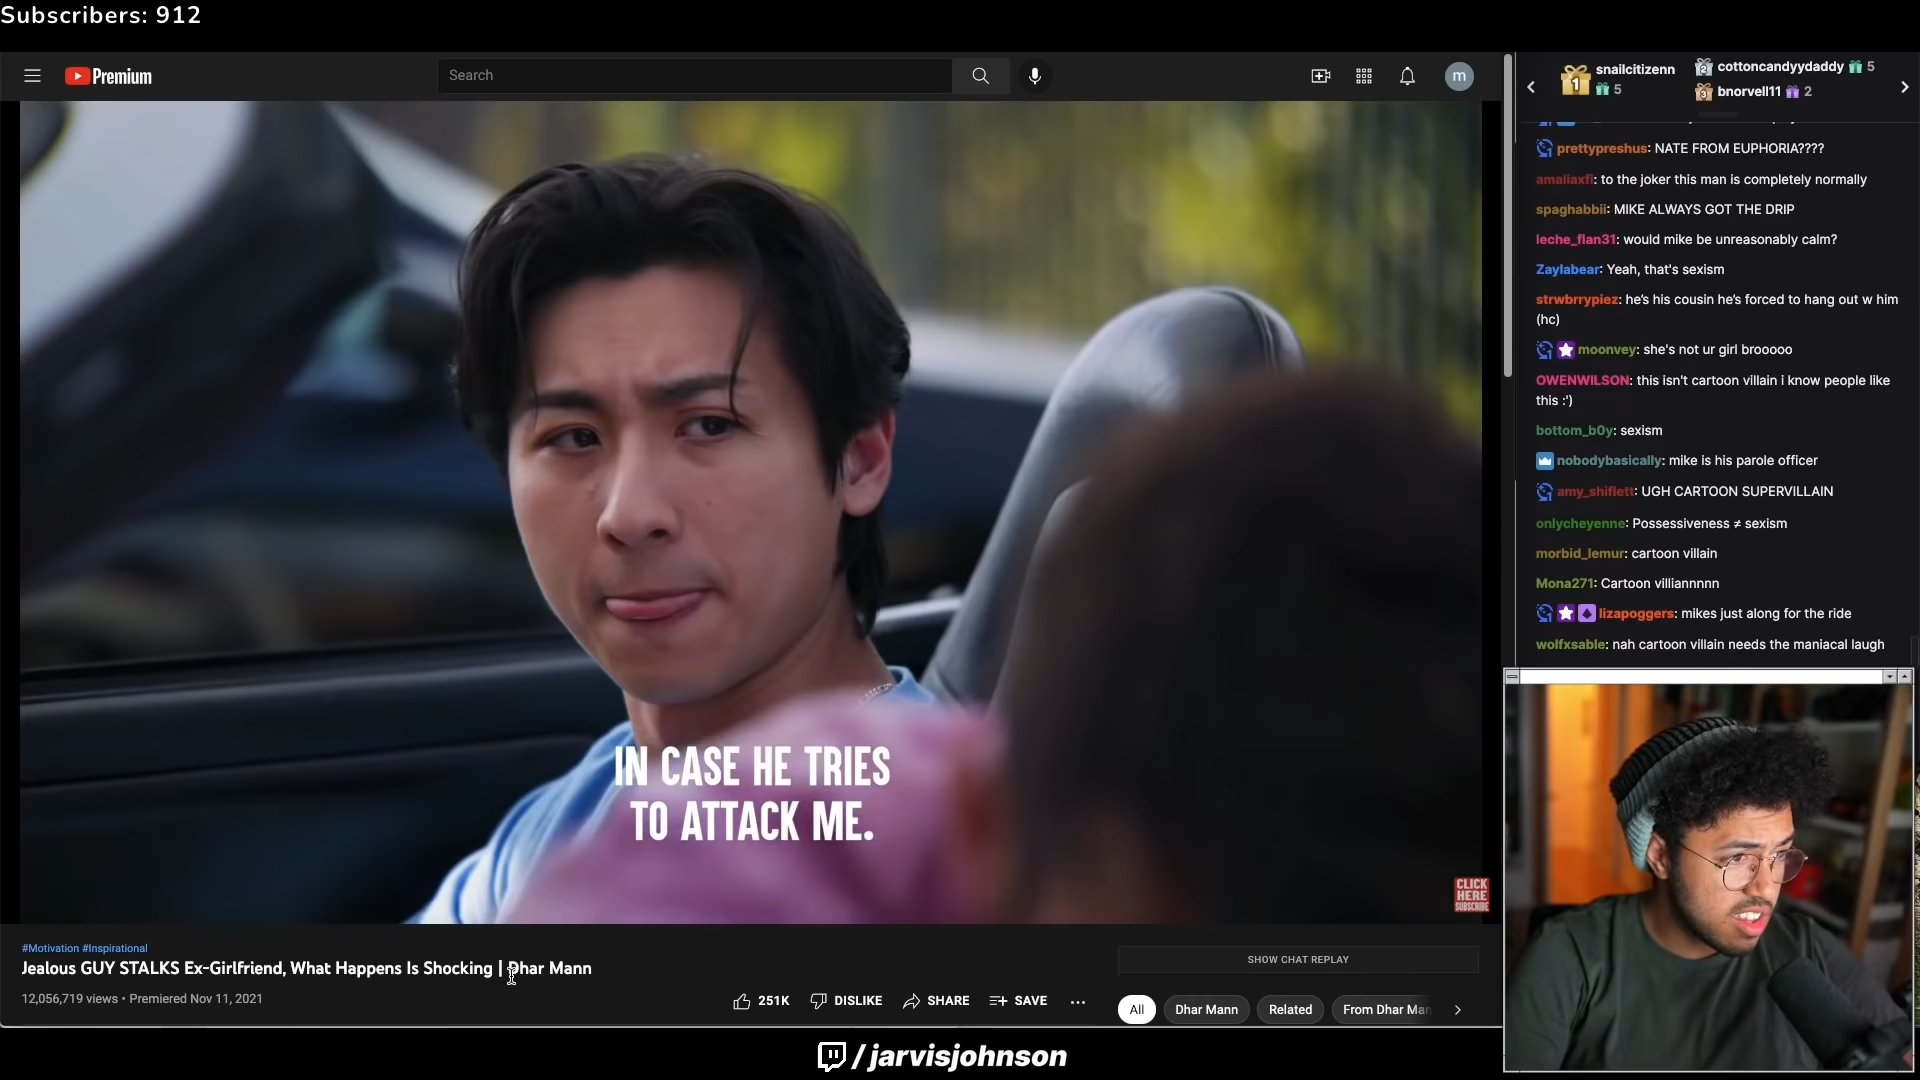 Subscribers: 912
Premium
Search
m
1
snailcitizenn
5
2 cottoncandyydaddy 5
3 bnorvell11 2
prettypreshus: NATE FROM EUPHORIA????
amaliaxfi: to the joker this man is completely normally
spaghabbii: MIKE ALWAYS GOT THE DRIP
leche_flan31: would mike be unreasonably calm?
Zaylabear: Yeah, that's sexism
strwbrrypiez: he's his cousin he's forced to hang out w him
(hc)
moonvey: she's not ur girl brooooo
OWENWILSON: this isn't cartoon villain i know people like
this :')
bottom_b0y: sexism
nobodybasically: mike is his parole officer
amy_shiflett: UGH CARTOON SUPERVILLAIN
onlycheyenne: Possessiveness ≠ sexism
morbid_lemur: cartoon villain
Mona271: Cartoon villiannnnn
lizapoggers: mikes just along for the ride
wolfxsable: nah cartoon villain needs the maniacal laugh
IN CASE HE TRIES
TO ATTACK ME.
CLICK
HERE
SUBSCRIBE
#Motivation #Inspirational
Jealous GUY STALKS Ex-Girlfriend, What Happens Is Shocking | Dhar Mann
12,056,719 views • Premiered Nov 11, 2021
251K
DISLIKE
SHARE
SAVE
SHOW CHAT REPLAY
All
Dhar Mann
Related
From Dhar Man
/jarvisjohnson